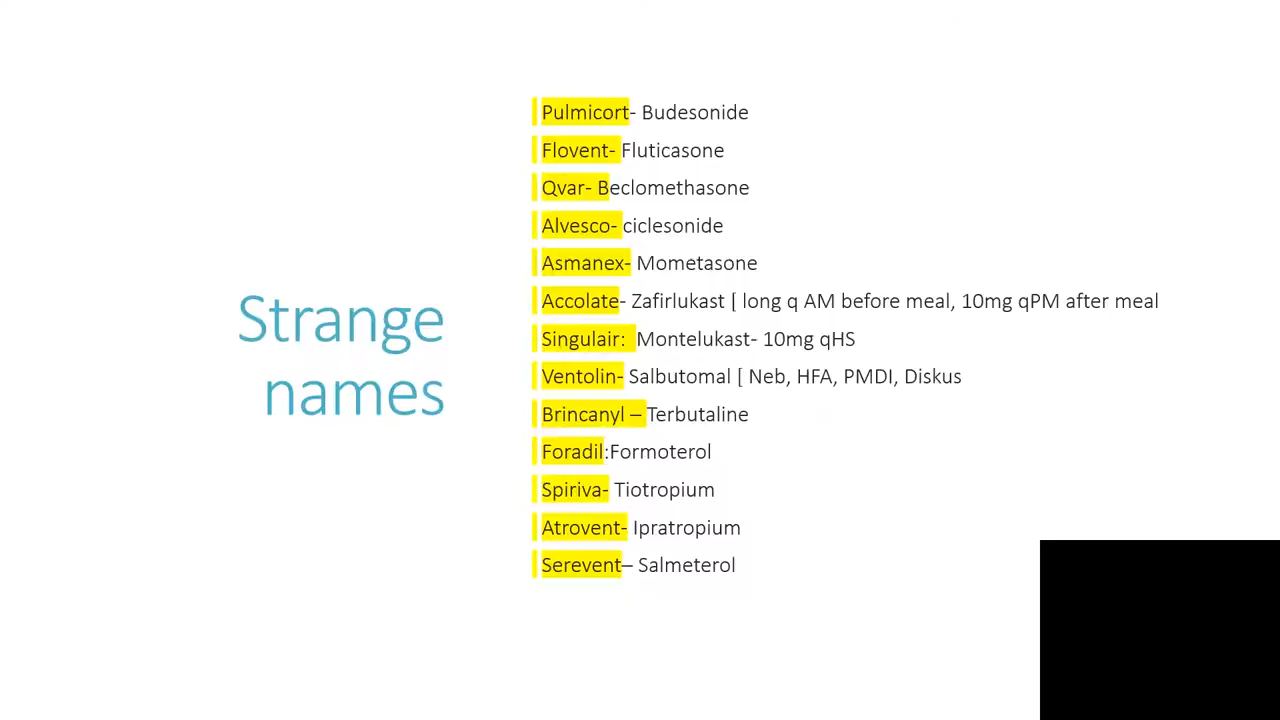 Strange
names
Pulmicort- Budesonide
Flovent- Fluticasone
Qvar- Beclomethasone
Alvesco- ciclesonide
Asmanex- Mometasone
Accolate- Zafirlukast [ long q AM before meal, 10mg qPM after meal
Singulair: Montelukast- 10mg qHS
Ventolin- Salbutomal [ Neb, HFA, PMDI, Diskus
Brincanyl – Terbutaline
Foradil:Formoterol
Spiriva- Tiotropium
Atrovent- Ipratropium
Serevent– Salmeterol